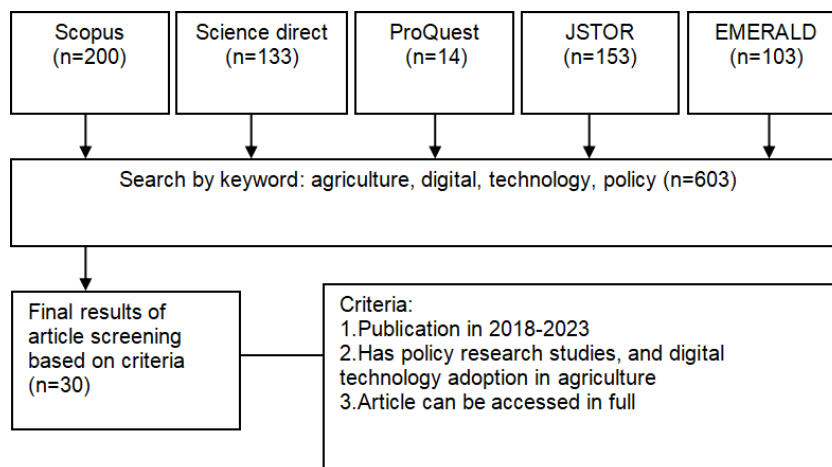 Scopus
(n=200)
Science direct
(n=133)
ProQuest
(n=14)
JSTOR
(n=153)
EMERALD
(n=103)
Search by keyword: agriculture, digital, technology, policy (n=603)
Final results of
article screening
based on criteria
(n=30)
Criteria:
1.Publication in 2018-2023
2.Has policy research studies, and digital
technology adoption in agriculture
3.Article can be accessed in full